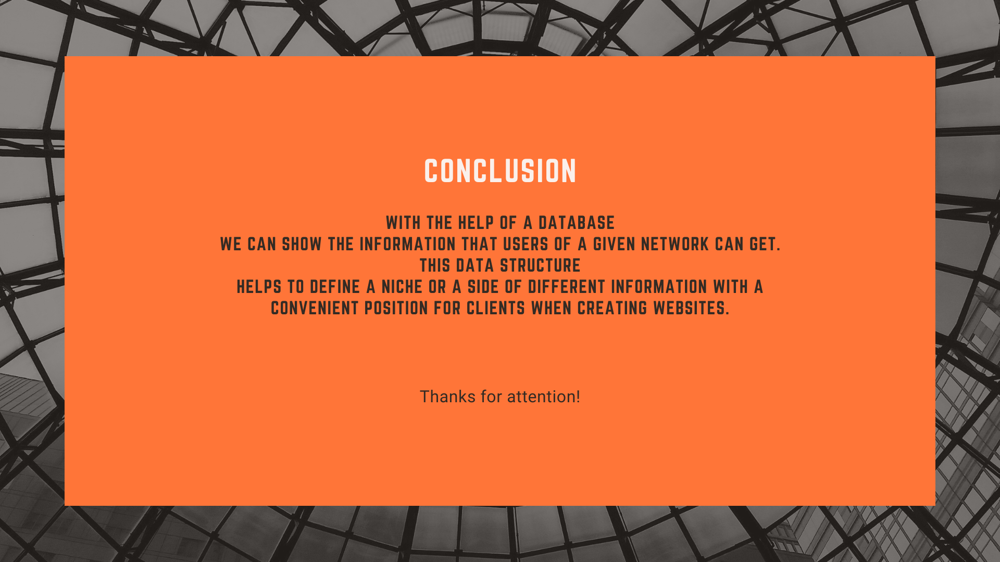 CONCLUSION
WITH THE HELP OF A DATABASE
WE CAN SHOW THE INFORMATION THAT USERS OF A GIVEN NETWORK CAN GET.
THIS DATA STRUCTURE
HELPS TO DEFINE A NICHE OR A SIDE OF DIFFERENT INFORMATION WITH A
CONVENIENT POSITION FOR CLIENTS WHEN CREATING WEBSITES.
Thanks for attention!